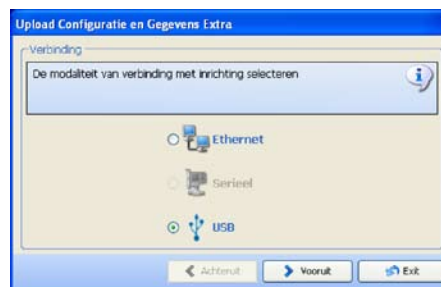 Upload Configuratie en Gegevens Extra
Verbinding
De modaliteit van verbinding met inrichting selecteren
Ethernet
Serieel
USB
Achteruit
Vooruit
Exit